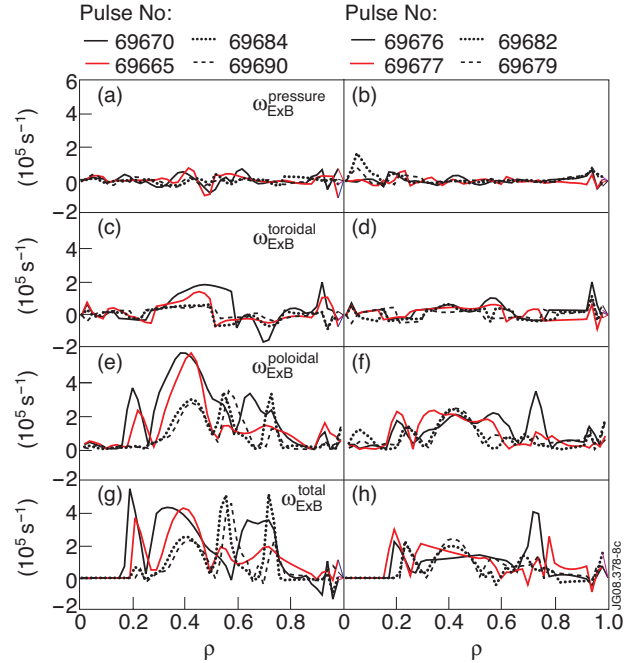 Pulse No: Pulse No:
69670 69684 69676 69682
69665 69690 69677 69679
6 (a) ω_ExB^pressure (b)
4
2
0
−2
(10⁵ s⁻¹)
(c) ω_ExB^toroidal (d)
4
2
0
−2
(10⁵ s⁻¹)
(e) ω_ExB^poloidal (f)
4
2
0
−2
(10⁵ s⁻¹)
(g) ω_ExB^total (h)
4
2
0
−2
(10⁵ s⁻¹)
0 0.2 0.4 0.6 0.8 0 0.2 0.4 0.6 0.8 1.0
ρ ρ
JG08.378-8c